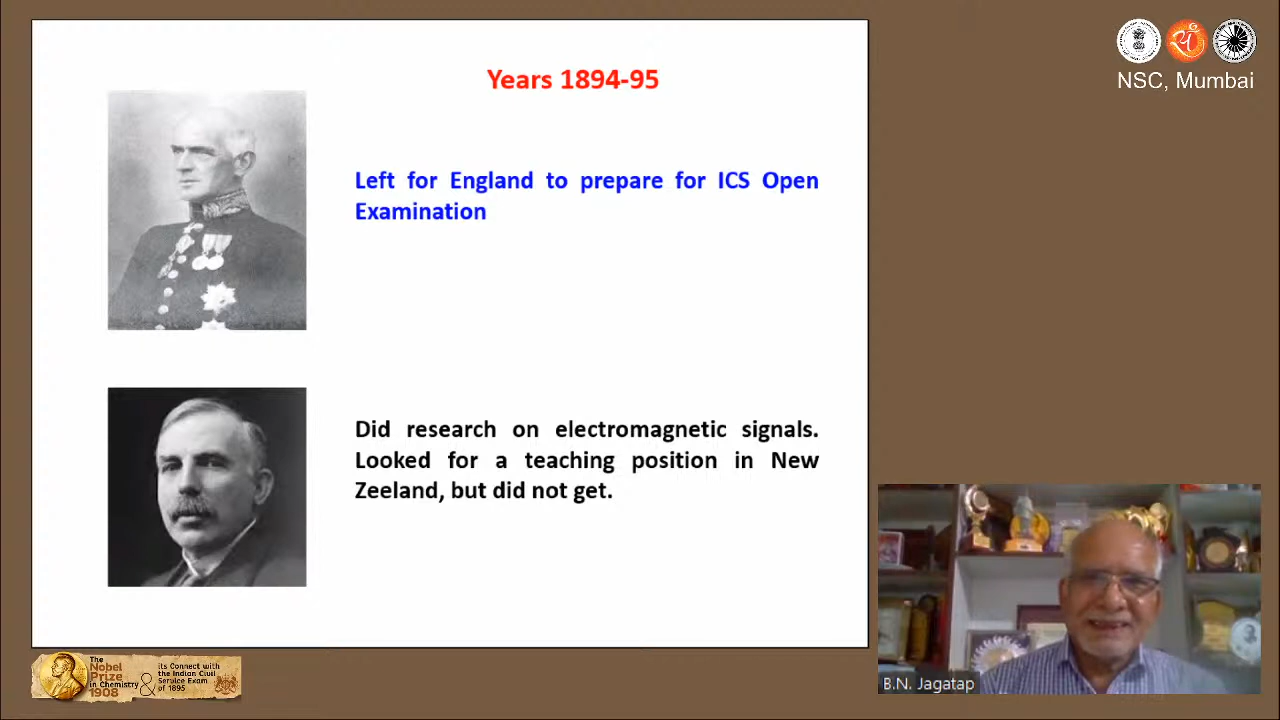 Years 1894-95
Left for England to prepare for ICS Open
Examination
Did research on electromagnetic signals.
Looked for a teaching position in New
Zeeland, but did not get.
NSC, Mumbai
B.N. Jagatap
The
Nobel
Prize
in Chemistry
1908
&
its Connect with
the Indian Civil
Service Exam
of 1895